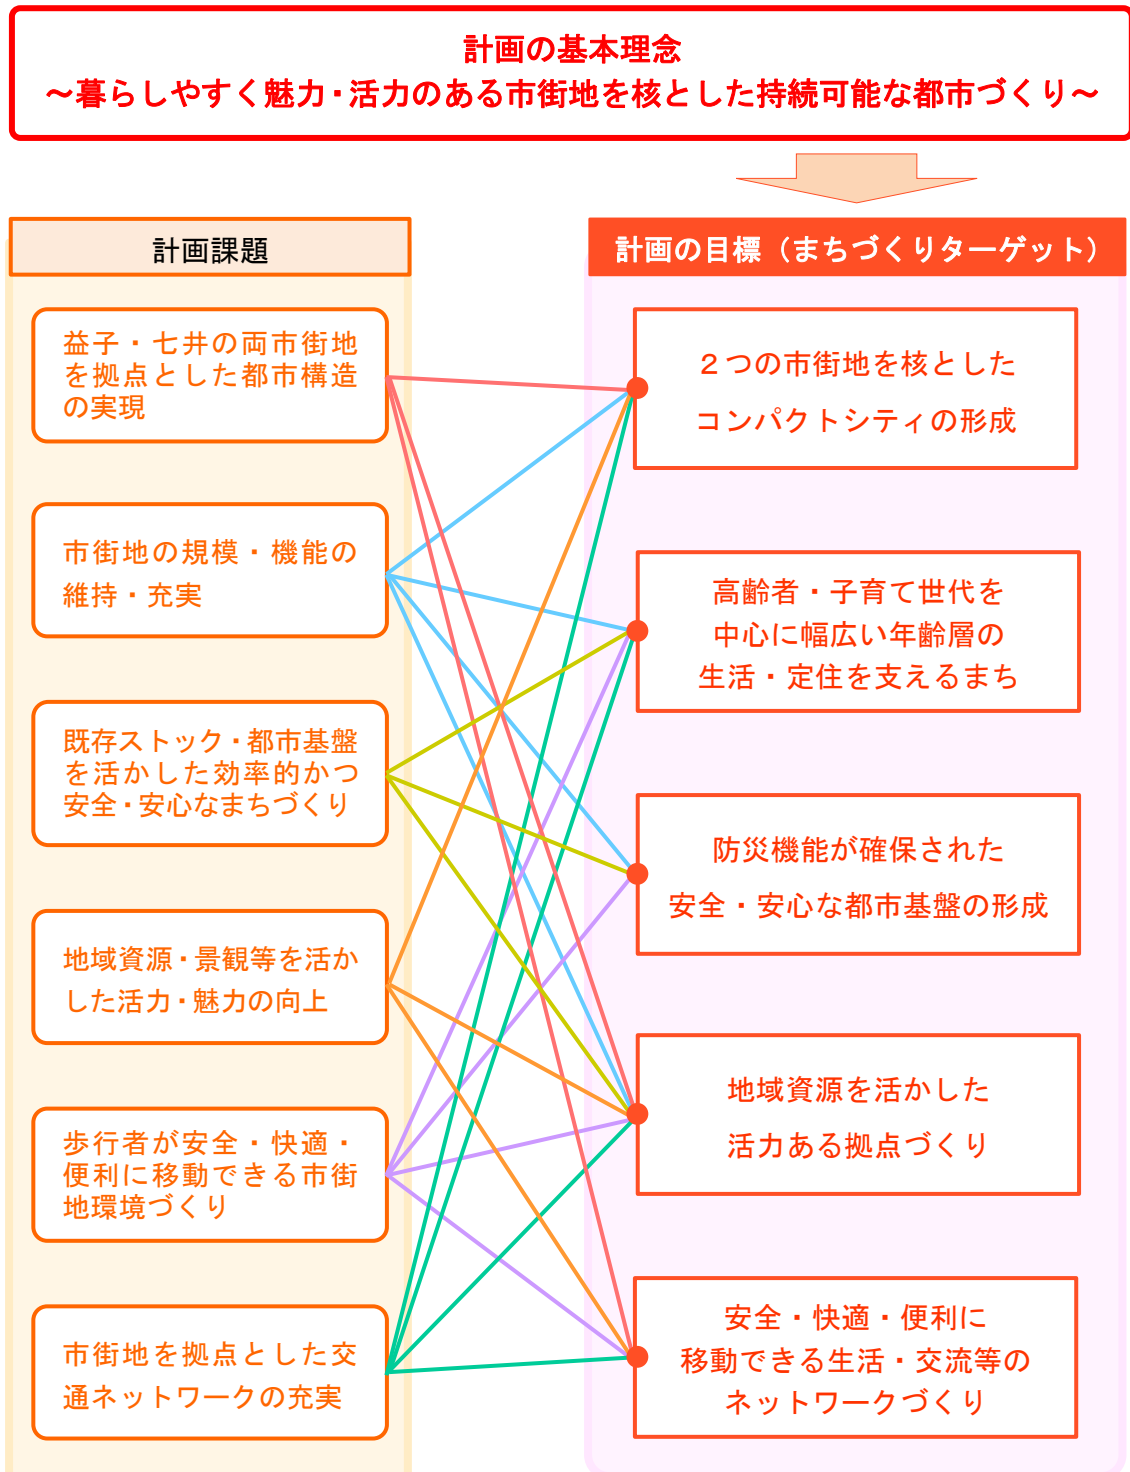 計画の基本理念
～暮らしやすく魅力・活力のある市街地を核とした持続可能な都市づくり～
計画課題
益子・七井の両市街地
を拠点とした都市構造
の実現
市街地の規模・機能の
維持・充実
既存ストック・都市基盤
を活かした効率的かつ
安全・安心なまちづくり
地域資源・景観等を活か
した活力・魅力の向上
歩行者が安全・快適・
便利に移動できる市街
地環境づくり
市街地を拠点とした交
通ネットワークの充実
計画の目標（まちづくりターゲット）
２つの市街地を核とした
コンパクトシティの形成
高齢者・子育て世代を
中心に幅広い年齢層の
生活・定住を支えるまち
防災機能が確保された
安全・安心な都市基盤の形成
地域資源を活かした
活力ある拠点づくり
安全・快適・便利に
移動できる生活・交流等の
ネットワークづくり